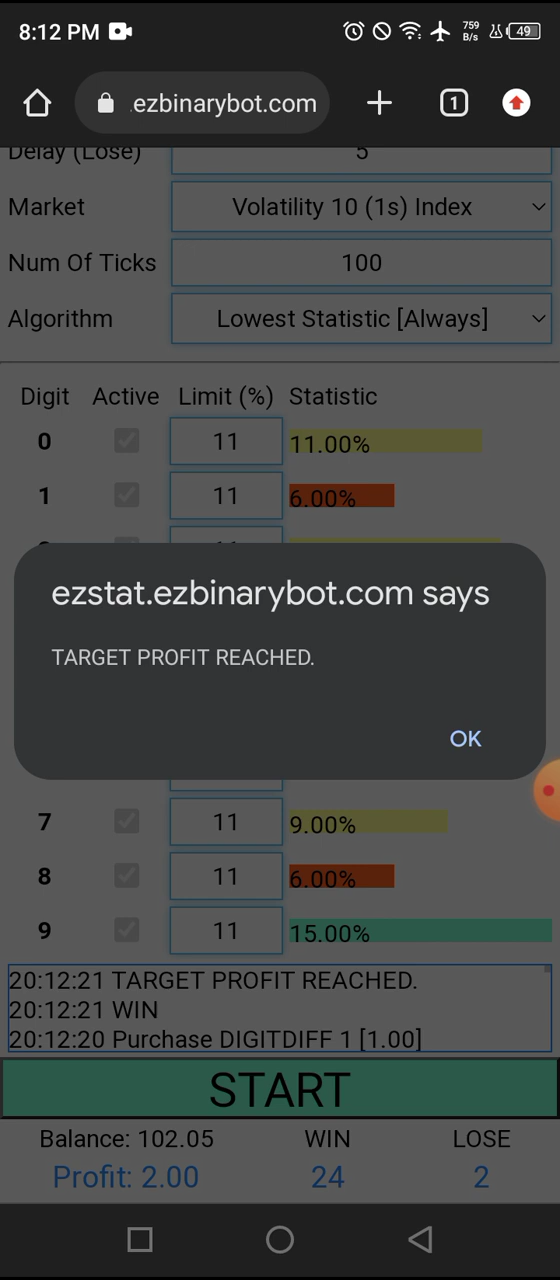 8:12 PM 759 B/s 49
.ezbinarybot.com 1
Delay (Lose) 5
Market Volatility 10 (1s) Index
Num Of Ticks 100
Algorithm Lowest Statistic [Always]
Digit Active Limit (%) Statistic
0 11 11.00%
1 11 6.00%
ezstat.ezbinarybot.com says
TARGET PROFIT REACHED.
OK
7 11 9.00%
8 11 6.00%
9 11 15.00%
20:12:21 TARGET PROFIT REACHED.
20:12:21 WIN
20:12:20 Purchase DIGITDIFF 1 [1.00]
START
Balance: 102.05 WIN LOSE
Profit: 2.00 24 2